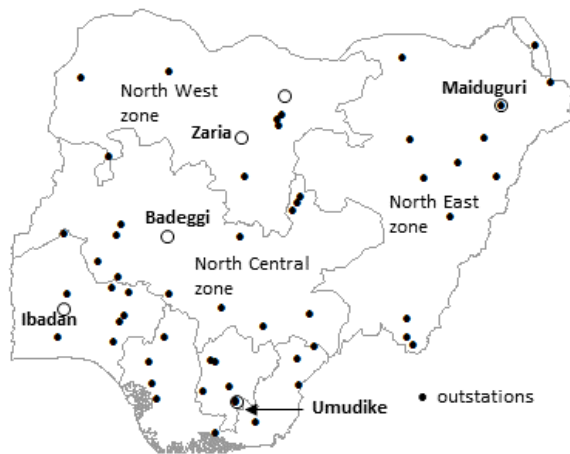 Maiduguri
North West
zone
Zaria
Badeggi
North East
zone
North Central
zone
Ibadan
Umudike
outstations